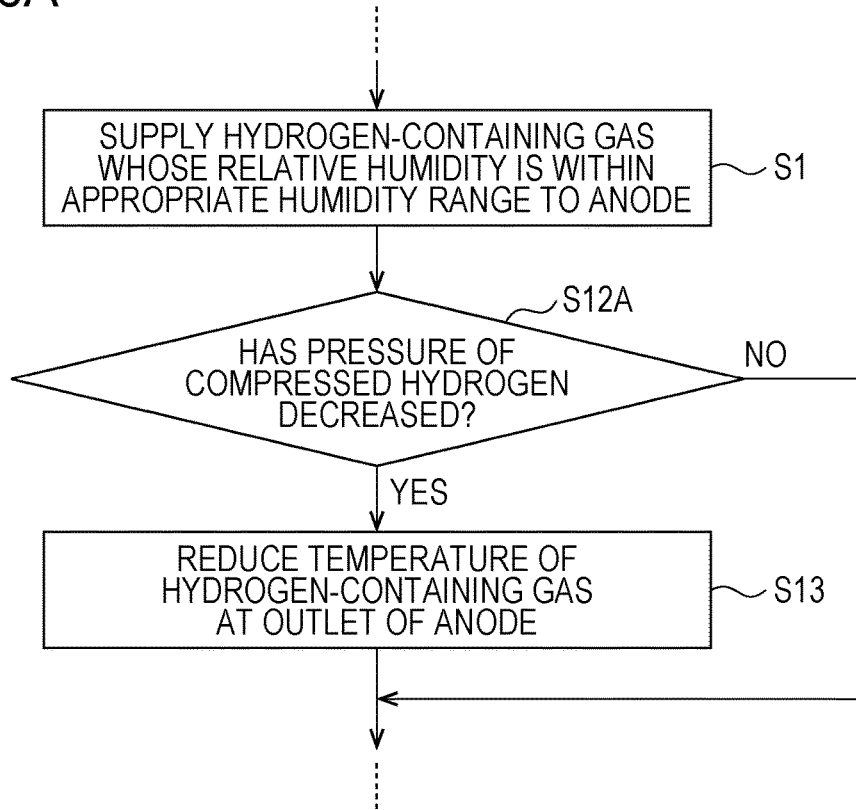 SUPPLY HYDROGEN-CONTAINING GAS
WHOSE RELATIVE HUMIDITY IS WITHIN
APPROPRIATE HUMIDITY RANGE TO ANODE
S1
S12A
HAS PRESSURE OF
COMPRESSED HYDROGEN
DECREASED?
NO
YES
REDUCE TEMPERATURE OF
HYDROGEN-CONTAINING GAS
AT OUTLET OF ANODE
S13